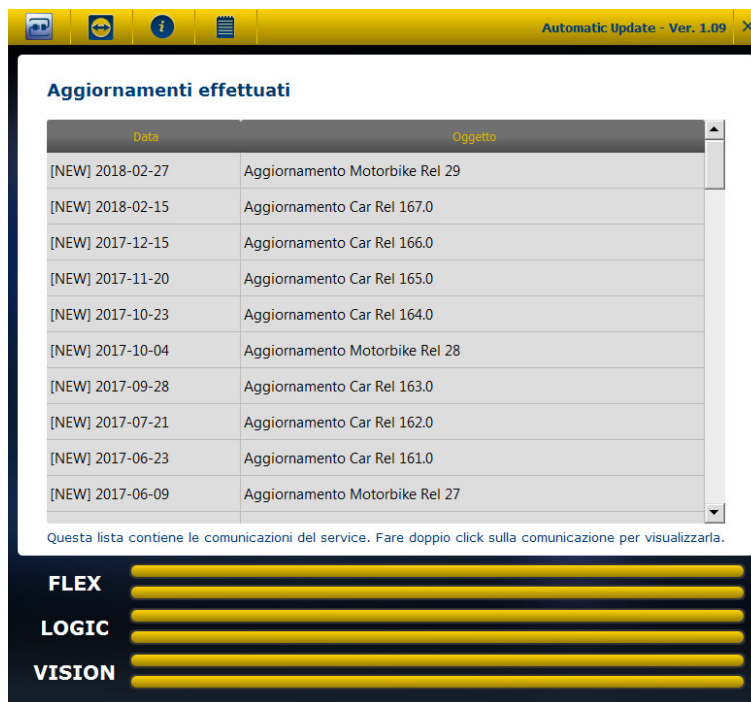 Automatic Update - Ver. 1.09
Aggiornamenti effettuati
Data Oggetto
[NEW] 2018-02-27 Aggiornamento Motorbike Rel 29
[NEW] 2018-02-15 Aggiornamento Car Rel 167.0
[NEW] 2017-12-15 Aggiornamento Car Rel 166.0
[NEW] 2017-11-20 Aggiornamento Car Rel 165.0
[NEW] 2017-10-23 Aggiornamento Car Rel 164.0
[NEW] 2017-10-04 Aggiornamento Motorbike Rel 28
[NEW] 2017-09-28 Aggiornamento Car Rel 163.0
[NEW] 2017-07-21 Aggiornamento Car Rel 162.0
[NEW] 2017-06-23 Aggiornamento Car Rel 161.0
[NEW] 2017-06-09 Aggiornamento Motorbike Rel 27
Questa lista contiene le comunicazioni del service. Fare doppio click sulla comunicazione per visualizzarla.
FLEX
LOGIC
VISION